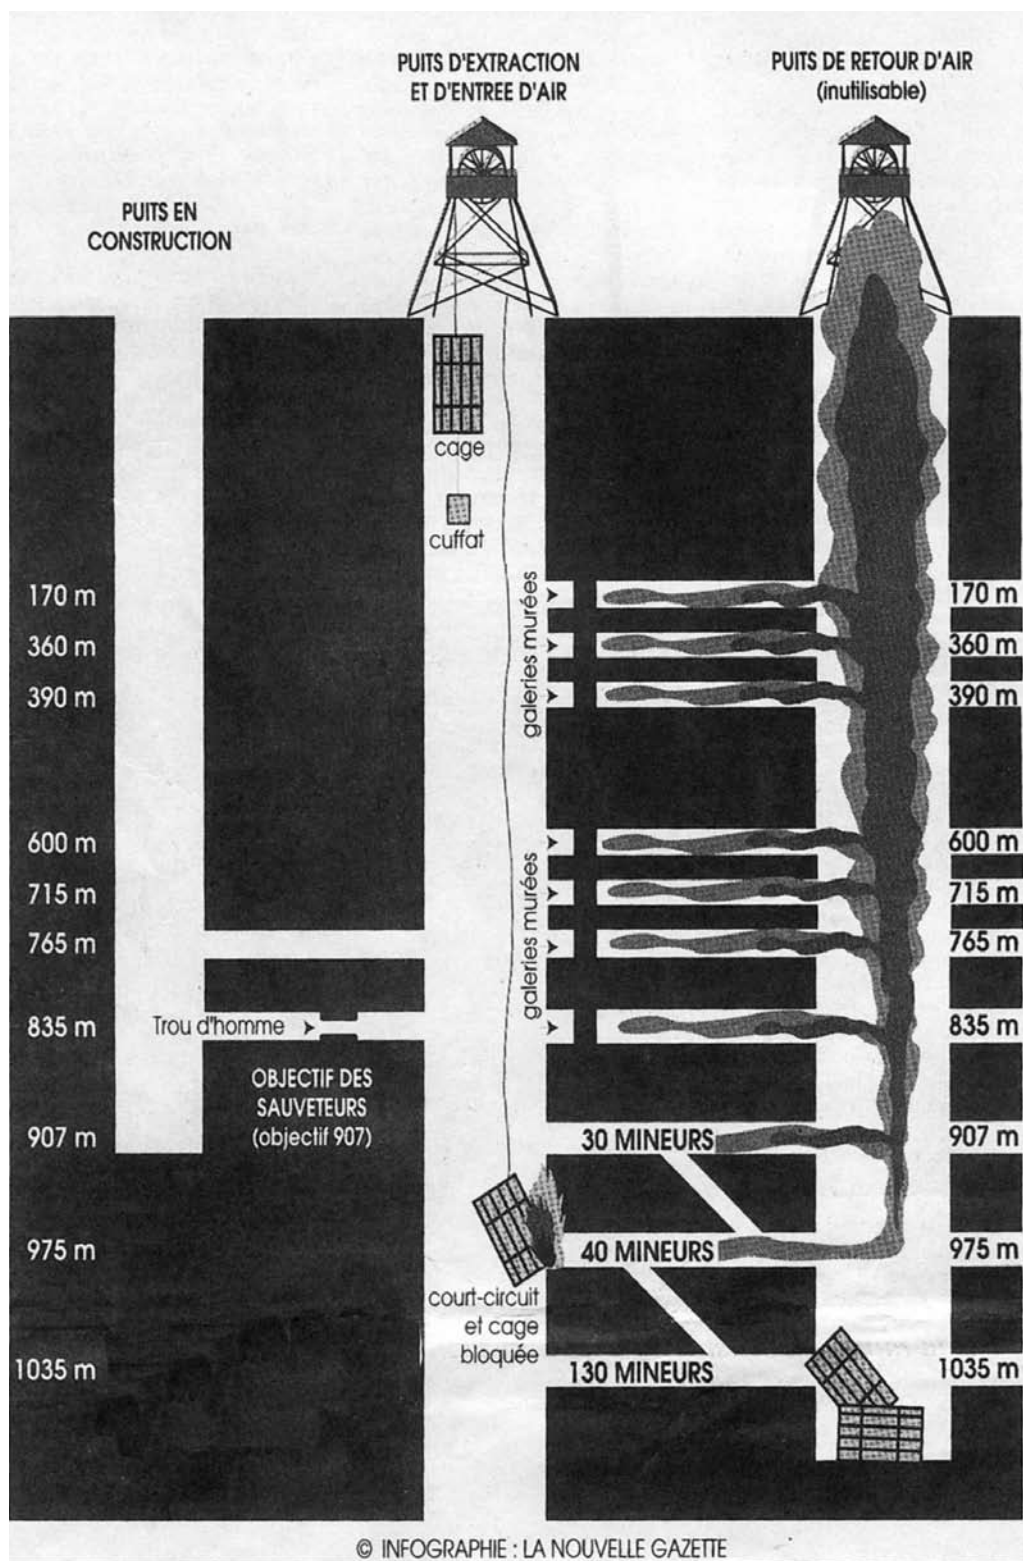 PUITS D'EXTRACTION
ET D'ENTREE D'AIR
PUITS DE RETOUR D'AIR
(inutilisable)
PUITS EN
CONSTRUCTION
cage
cuffat
galeries murées
170 m
170 m
360 m
360 m
390 m
390 m
galeries murées
600 m
600 m
715 m
715 m
765 m
765 m
835 m
Trou d'homme
835 m
OBJECTIF DES
SAUVETEURS
(objectif 907)
907 m
30 MINEURS
907 m
975 m
40 MINEURS
975 m
court-circuit
et cage
bloquée
1035 m
130 MINEURS
1035 m
© INFOGRAPHIE : LA NOUVELLE GAZETTE